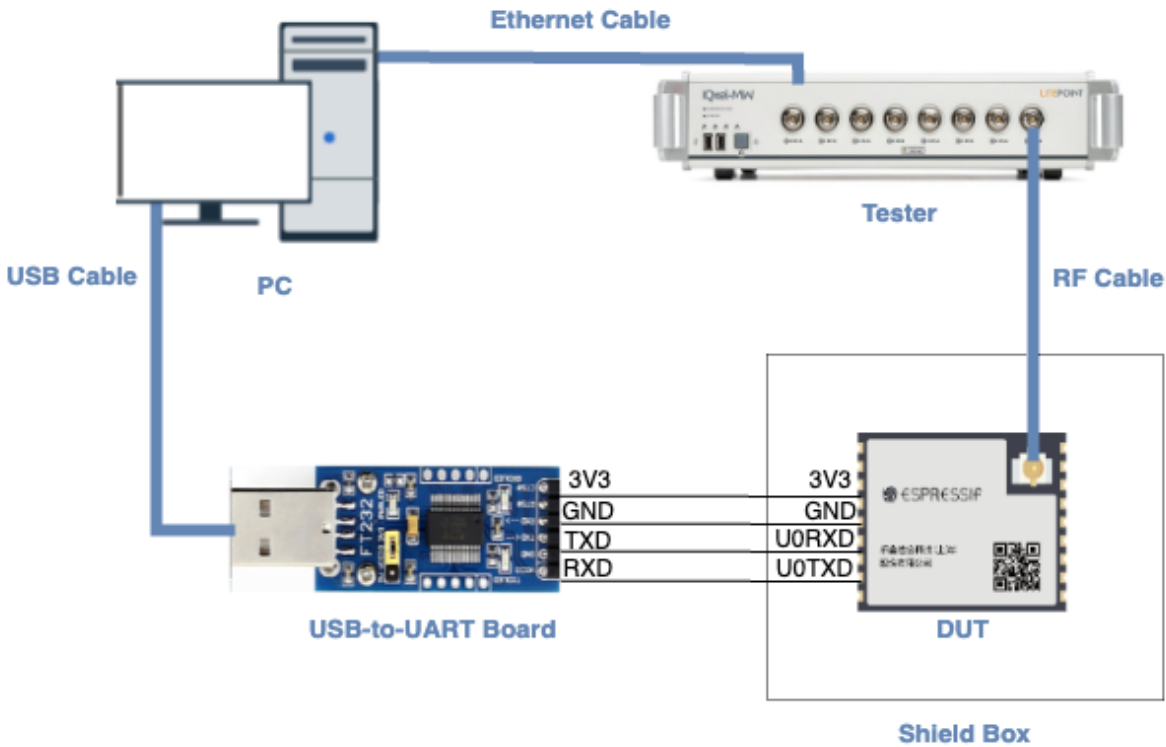 Ethernet Cable
IQxel-MW
LITEPOINT
Tester
USB Cable
PC
RF Cable
3V3
GND
TXD
RXD
3V3
GND
U0RXD
U0TXD
FT232
ESPRESSIF
USB-to-UART Board
DUT
Shield Box